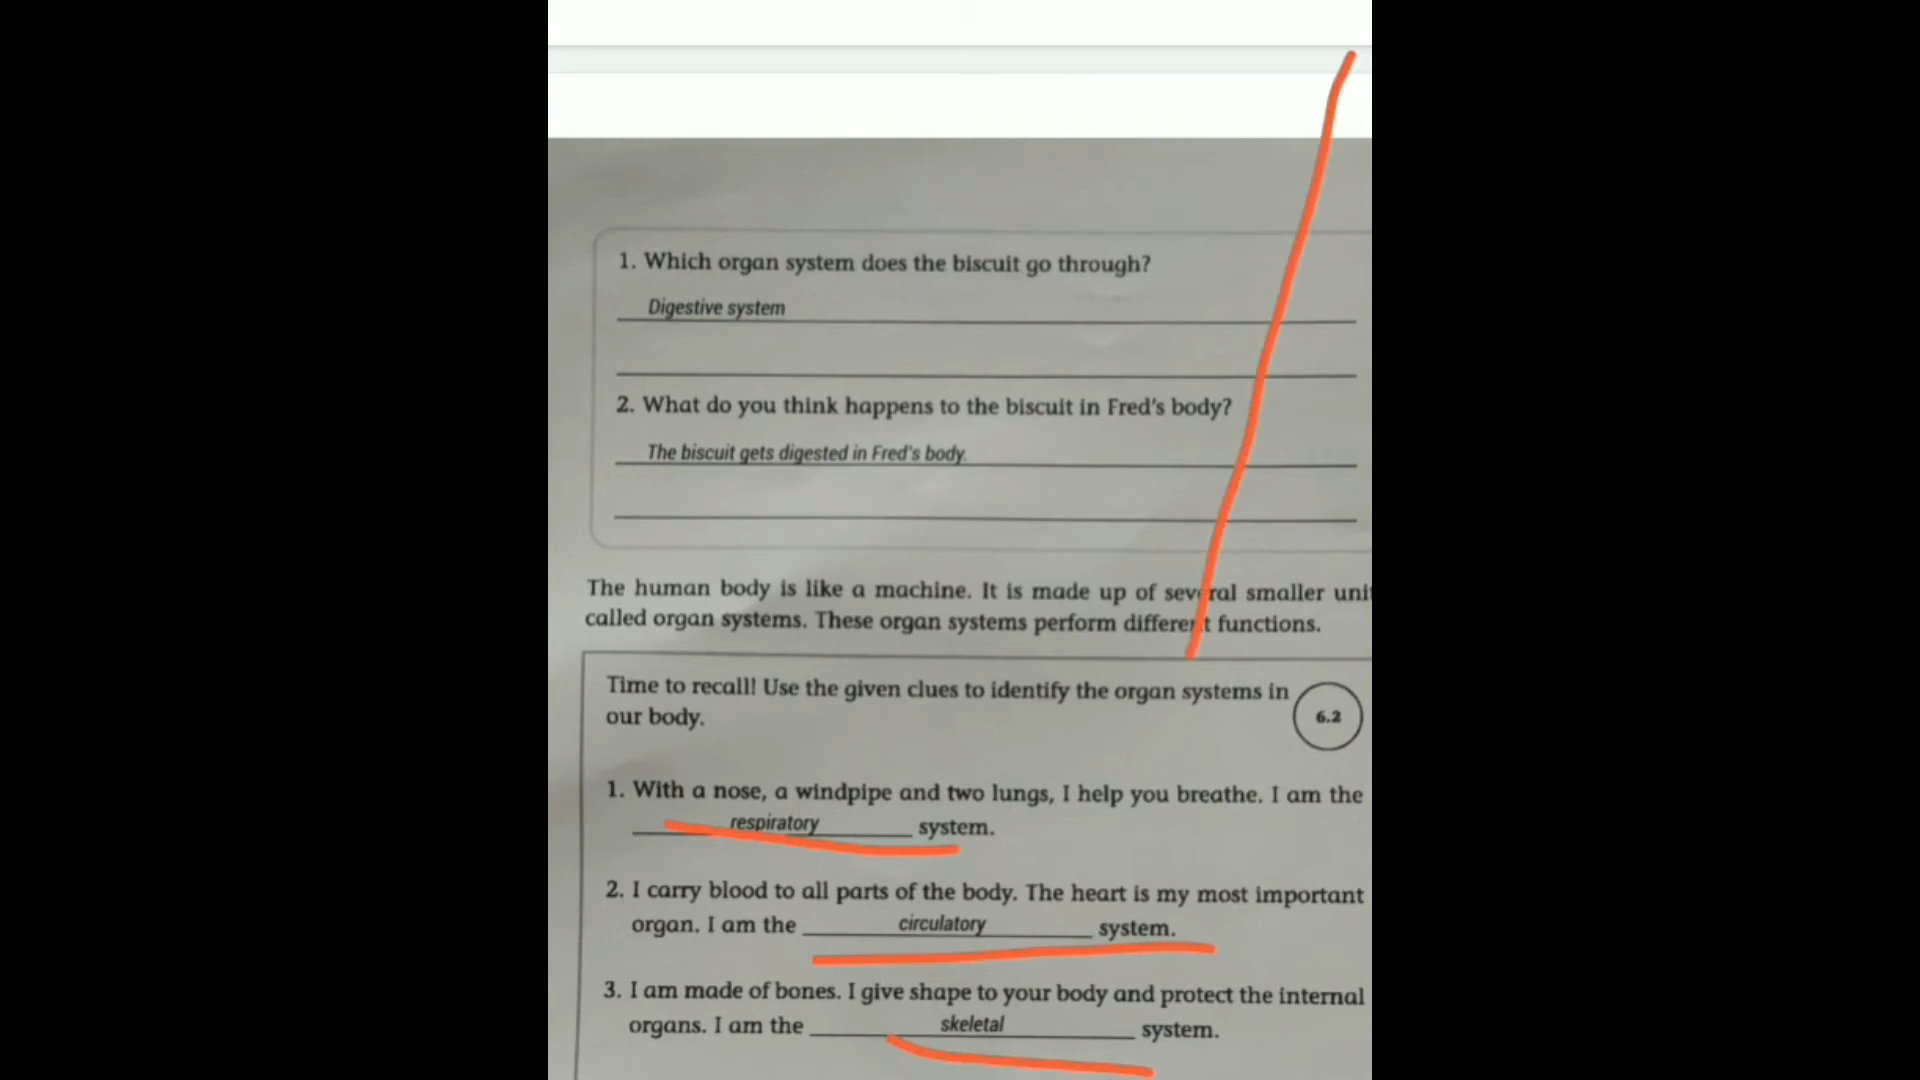 1. Which organ system does the biscuit go through?
Digestive system
2. What do you think happens to the biscuit in Fred's body?
The biscuit gets digested in Fred's body.
The human body is like a machine. It is made up of several smaller
called organ systems. These organ systems perform different functions.
Time to recall! Use the given clues to identify the organ systems in
our body.
6.2
1. With a nose, a windpipe and two lungs, I help you breathe. I am the
respiratory system.
2. I carry blood to all parts of the body. The heart is my most important
organ. I am the circulatory system.
3. I am made of bones. I give shape to your body and protect the internal
organs. I am the skeletal system.